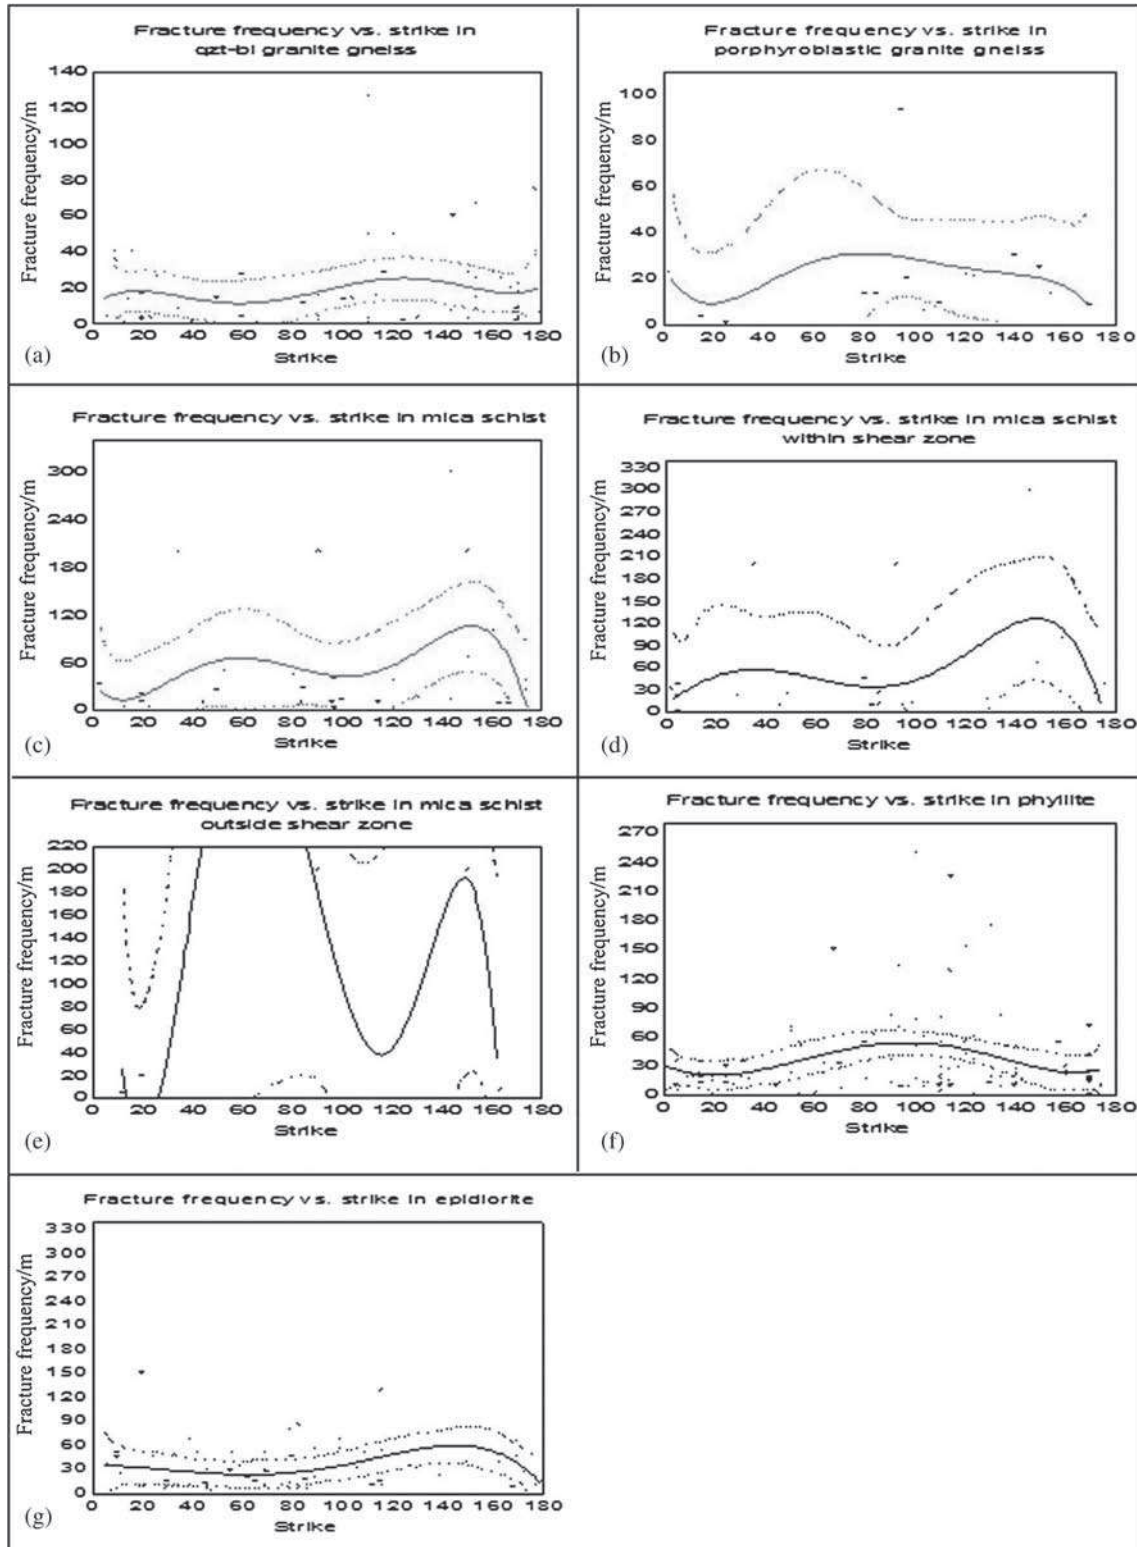 Fracture frequency vs. strike in
qzt-bi granite gneiss
Fracture frequency/m
140
120
100
80
60
40
20
0
0 20 40 60 80 100 120 140 160 180
Strike
(a)
Fracture frequency vs. strike in
porphyroblastic granite gneiss
Fracture frequency/m
100
80
60
40
20
0
0 20 40 60 80 100 120 140 160 180
Strike
(b)
Fracture frequency vs. strike in mica schist
Fracture frequency/m
300
240
180
120
60
0
0 20 40 60 80 100 120 140 160 180
Strike
(c)
Fracture frequency vs. strike in mica schist
within shear zone
Fracture frequency/m
330
300
270
240
210
180
150
120
90
60
30
0
0 20 40 60 80 100 120 140 160 180
Strike
(d)
Fracture frequency vs. strike in mica schist
outside shear zone
Fracture frequency/m
220
200
180
160
140
120
100
80
60
40
20
0
0 20 40 60 80 100 120 140 160 180
Strike
(e)
Fracture frequency vs. strike in phyllite
Fracture frequency/m
270
240
210
180
150
120
90
60
30
0
0 20 40 60 80 100 120 140 160 180
Strike
(f)
Fracture frequency vs. strike in epidiorite
Fracture frequency/m
330
300
270
240
210
180
150
120
90
60
30
0
0 20 40 60 80 100 120 140 160 180
Strike
(g)